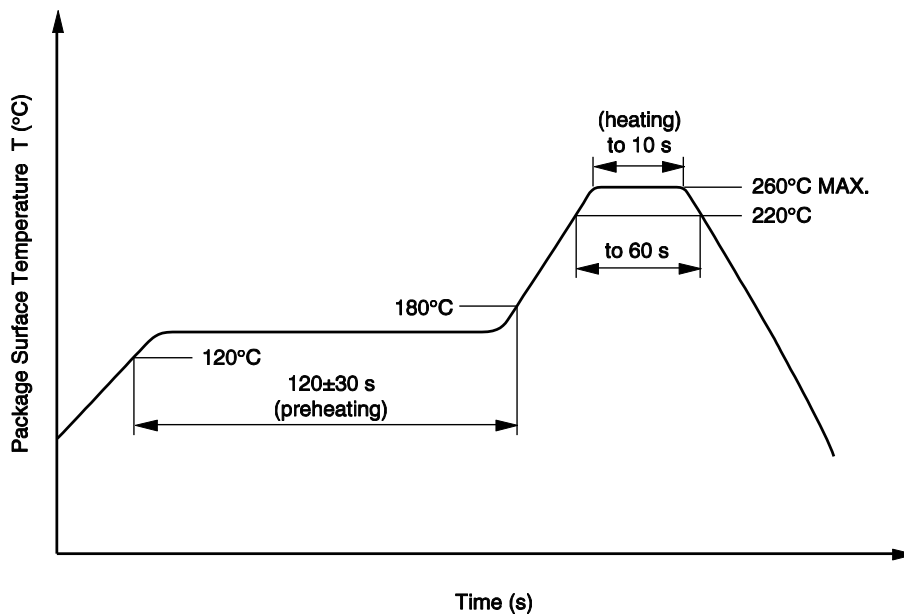 Package Surface Temperature T (°C)
(heating)
to 10 s
260°C MAX.
220°C
to 60 s
180°C
120°C
120±30 s
(preheating)
Time (s)